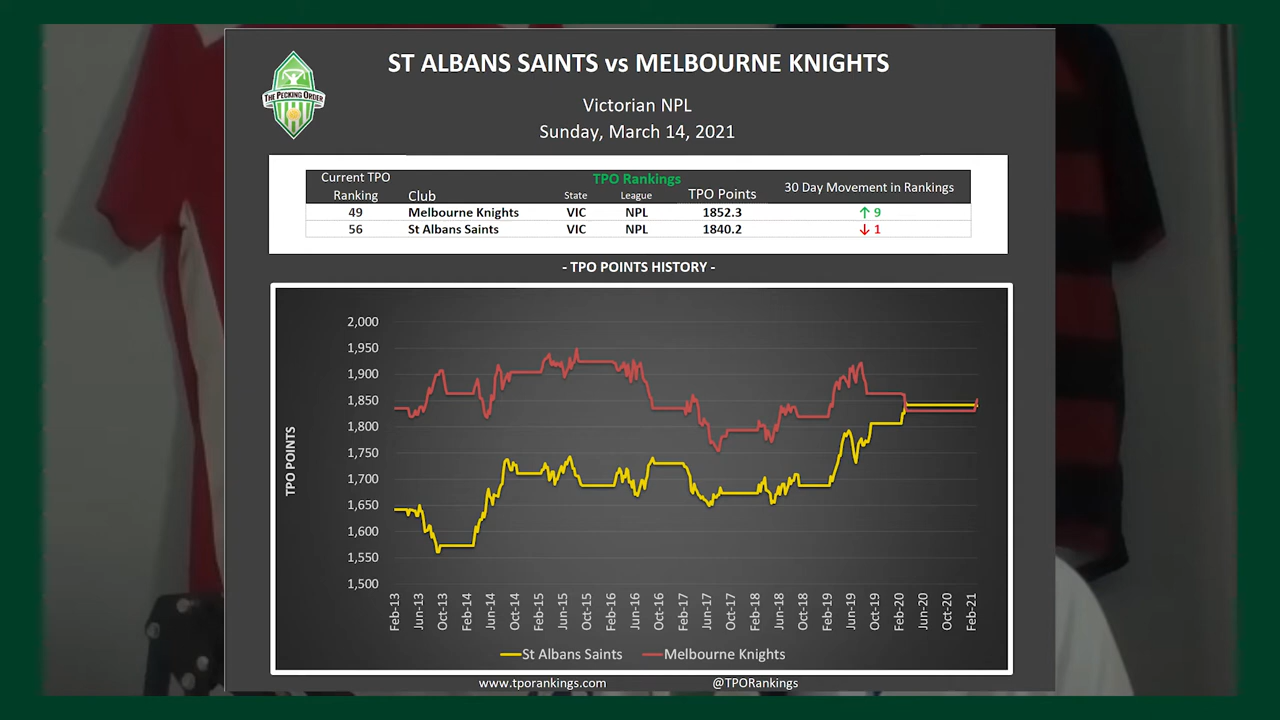 ST ALBANS SAINTS vs MELBOURNE KNIGHTS
THE PECKING ORDER
Victorian NPL
Sunday, March 14, 2021
Current TPO Ranking Club TPO Rankings State League TPO Points 30 Day Movement in Rankings
49 Melbourne Knights VIC NPL 1852.3 ↑ 9
56 St Albans Saints VIC NPL 1840.2 ↓ 1
- TPO POINTS HISTORY -
TPO POINTS
2,000
1,950
1,900
1,850
1,800
1,750
1,700
1,650
1,600
1,550
1,500
Feb-13 Jun-13 Oct-13 Feb-14 Jun-14 Oct-14 Feb-15 Jun-15 Oct-15 Feb-16 Jun-16 Oct-16 Feb-17 Jun-17 Oct-17 Feb-18 Jun-18 Oct-18 Feb-19 Jun-19 Oct-19 Feb-20 Jun-20 Oct-20 Feb-21
St Albans Saints Melbourne Knights
www.tporankings.com @TPORankings